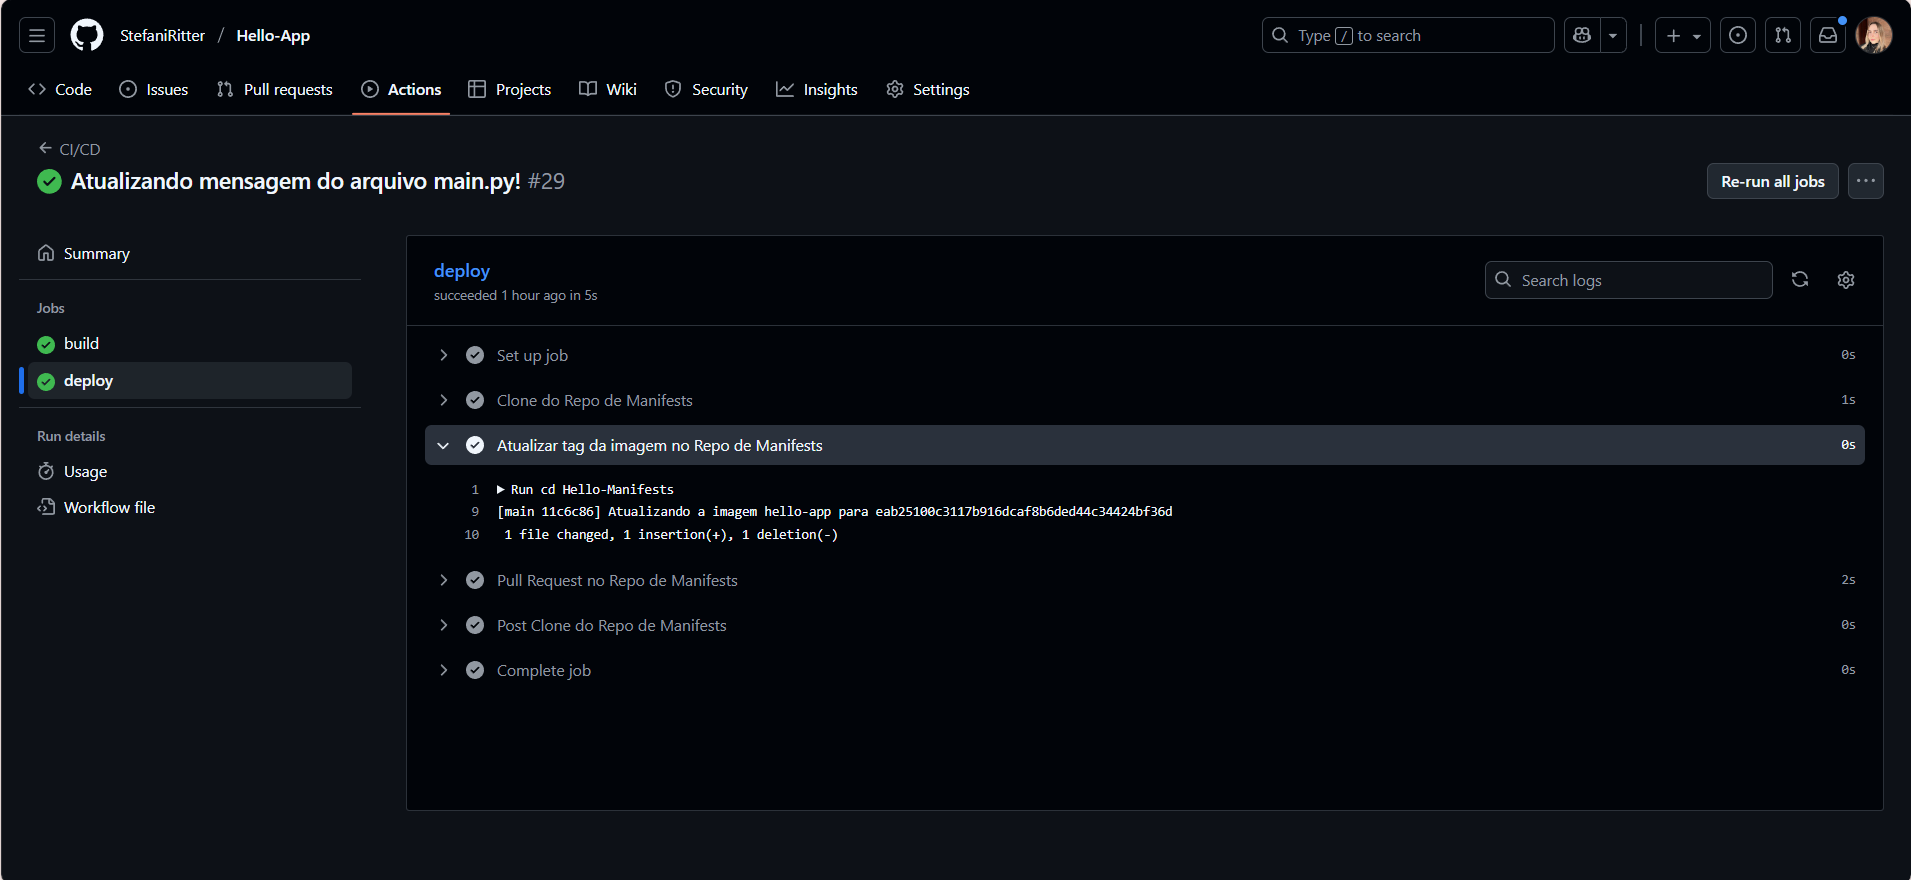 StefaniRitter / Hello-App
Type / to search
Code Issues Pull requests Actions Projects Wiki Security Insights Settings
CI/CD
Atualizando mensagem do arquivo main.py! #29
Re-run all jobs
Summary
Jobs
build
deploy
Run details
Usage
Workflow file
deploy
succeeded 1 hour ago in 5s
Search logs
Set up job 0s
Clone do Repo de Manifests 1s
Atualizar tag da imagem no Repo de Manifests 0s
1 Run cd Hello-Manifests
9 [main 11c6c86] Atualizando a imagem hello-app para eab25100c3117b916dcaf8b6ded44c34424bf36d
10 1 file changed, 1 insertion(+), 1 deletion(-)
Pull Request no Repo de Manifests 2s
Post Clone do Repo de Manifests 0s
Complete job 0s